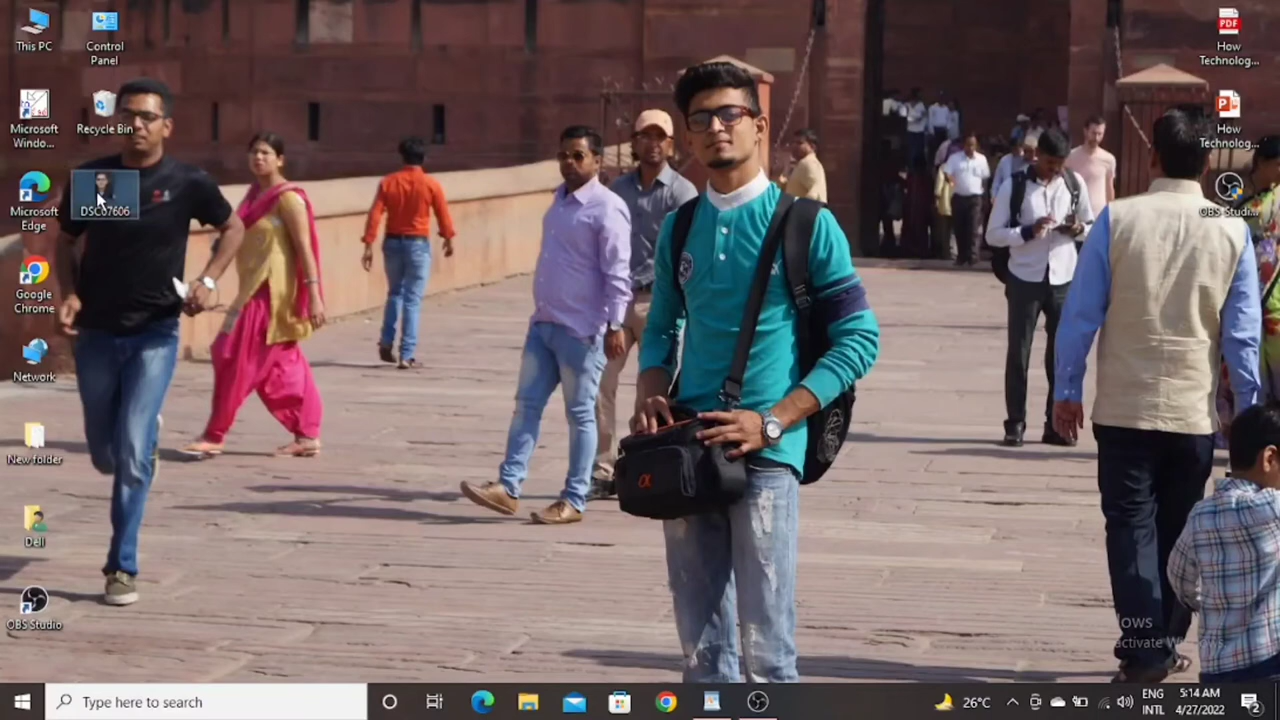 This PC
Control
Panel
Microsoft
Windo...
Recycle Bin
Microsoft
Edge
DSC07606
Google
Chrome
Network
New folder
Dell
OBS Studio
PDF
How
Technolog...
P
How
Technolog...
OBS Studi...
α
Type here to search
26°C
ENG
INTL
5:14 AM
4/27/2022
2